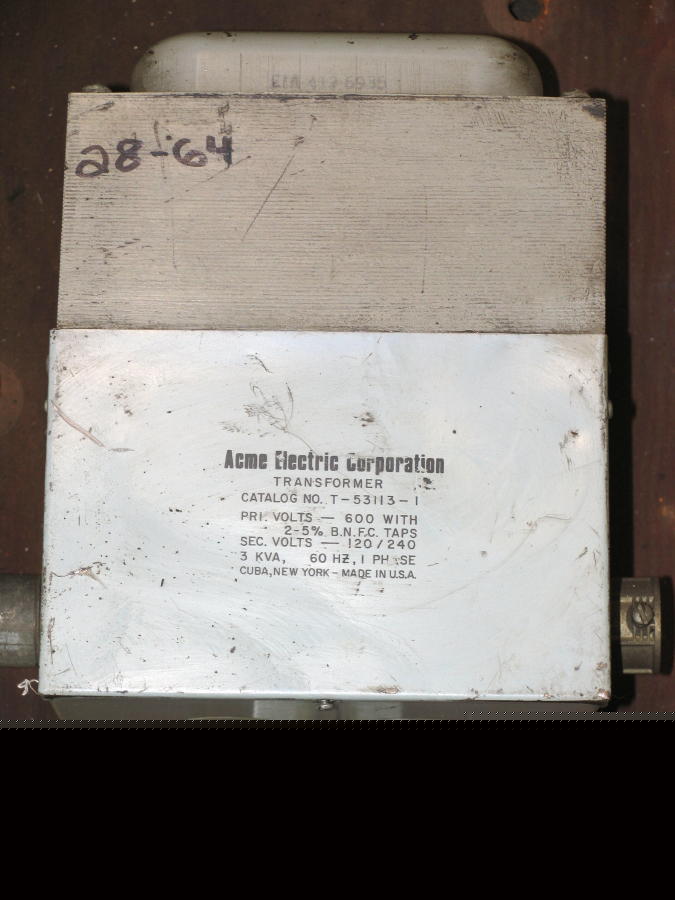 28-64
Acme Electric Corporation
TRANSFORMER
CATALOG NO. T-53113-1
PRI. VOLTS — 600 WITH
2-5% B.N.F.C. TAPS
SEC. VOLTS — 120/240
3 KVA, 60 HZ, 1 PHASE
CUBA, NEW YORK - MADE IN U.S.A.